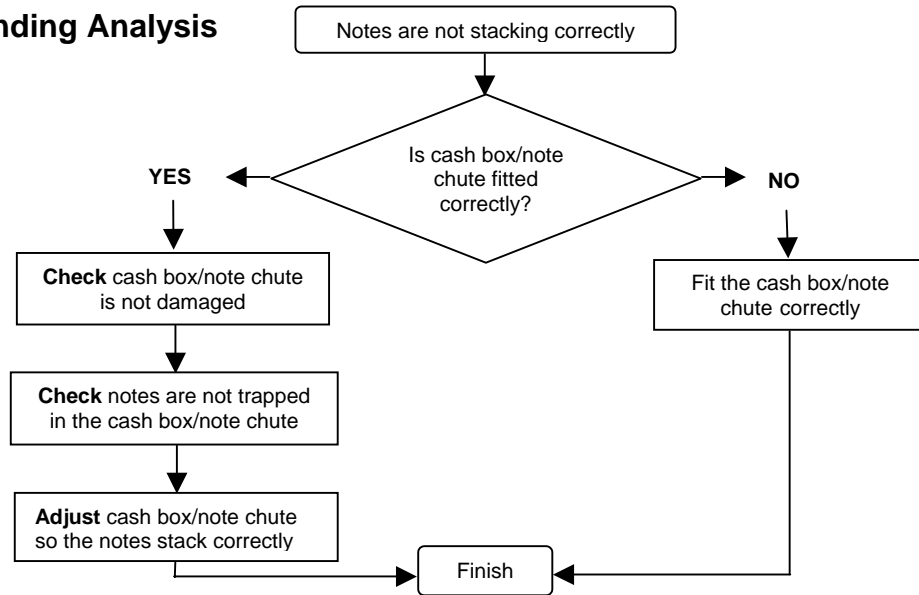 Analysis
Notes are not stacking correctly
Is cash box/note
chute fitted
correctly?
YES
NO
Check cash box/note chute
is not damaged
Fit the cash box/note
chute correctly
Check notes are not trapped
in the cash box/note chute
Adjust cash box/note chute
so the notes stack correctly
Finish